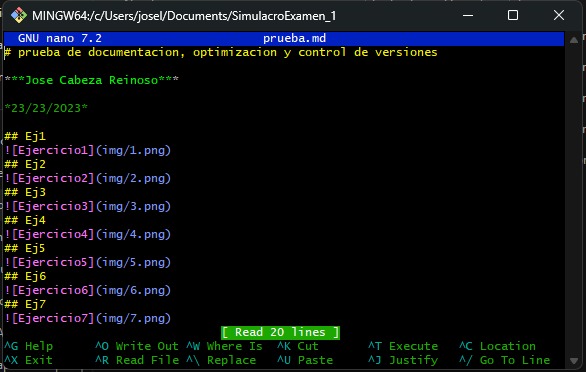 MINGW64:/c/Users/josel/Documents/SimulacroExamen_1
GNU nano 7.2 prueba.md
# prueba de documentacion, optimizacion y control de versiones
***Jose Cabeza Reinoso***
*23/23/2023*
## Ej1
![Ejercicio1](img/1.png)
## Ej2
![Ejercicio2](img/2.png)
## Ej3
![Ejercicio3](img/3.png)
## Ej4
![Ejercicio4](img/4.png)
## Ej5
![Ejercicio5](img/5.png)
## Ej6
![Ejercicio6](img/6.png)
## Ej7
![Ejercicio7](img/7.png)
[ Read 20 lines ]
^G Help ^O Write Out ^W Where Is ^K Cut ^T Execute ^C Location
^X Exit ^R Read File ^\ Replace ^U Paste ^J Justify ^/ Go To Line